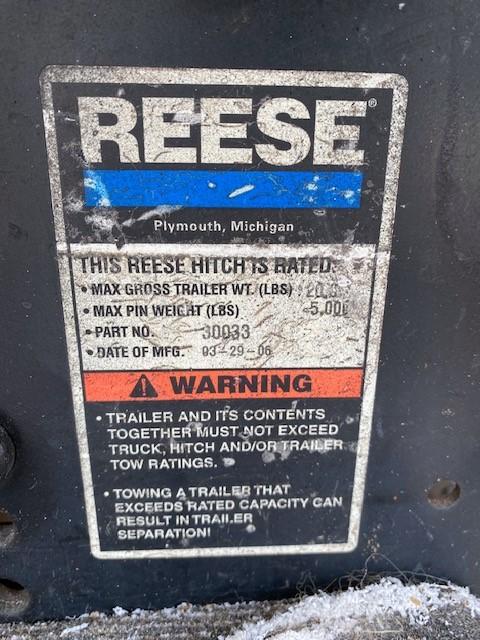 REESE®
Plymouth, Michigan
THIS REESE HITCH IS RATED:
• MAX GROSS TRAILER WT. (LBS)
• MAX PIN WEIGHT (LBS) 5,000
• PART NO. 30033
• DATE OF MFG. 03-29-06
WARNING
• TRAILER AND ITS CONTENTS
TOGETHER MUST NOT EXCEED
TRUCK, HITCH AND/OR TRAILER
TOW RATINGS.
• TOWING A TRAILER THAT
EXCEEDS RATED CAPACITY CAN
RESULT IN TRAILER
SEPARATION!